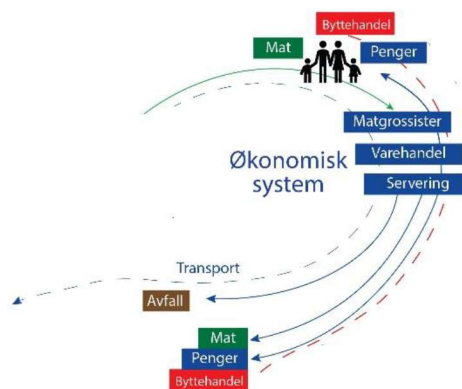 Byttehandel
Mat
Penger
Matgrossister
Varehandel
Økonomisk
system
Servering
Transport
Avfall
Mat
Penger
Byttehandel